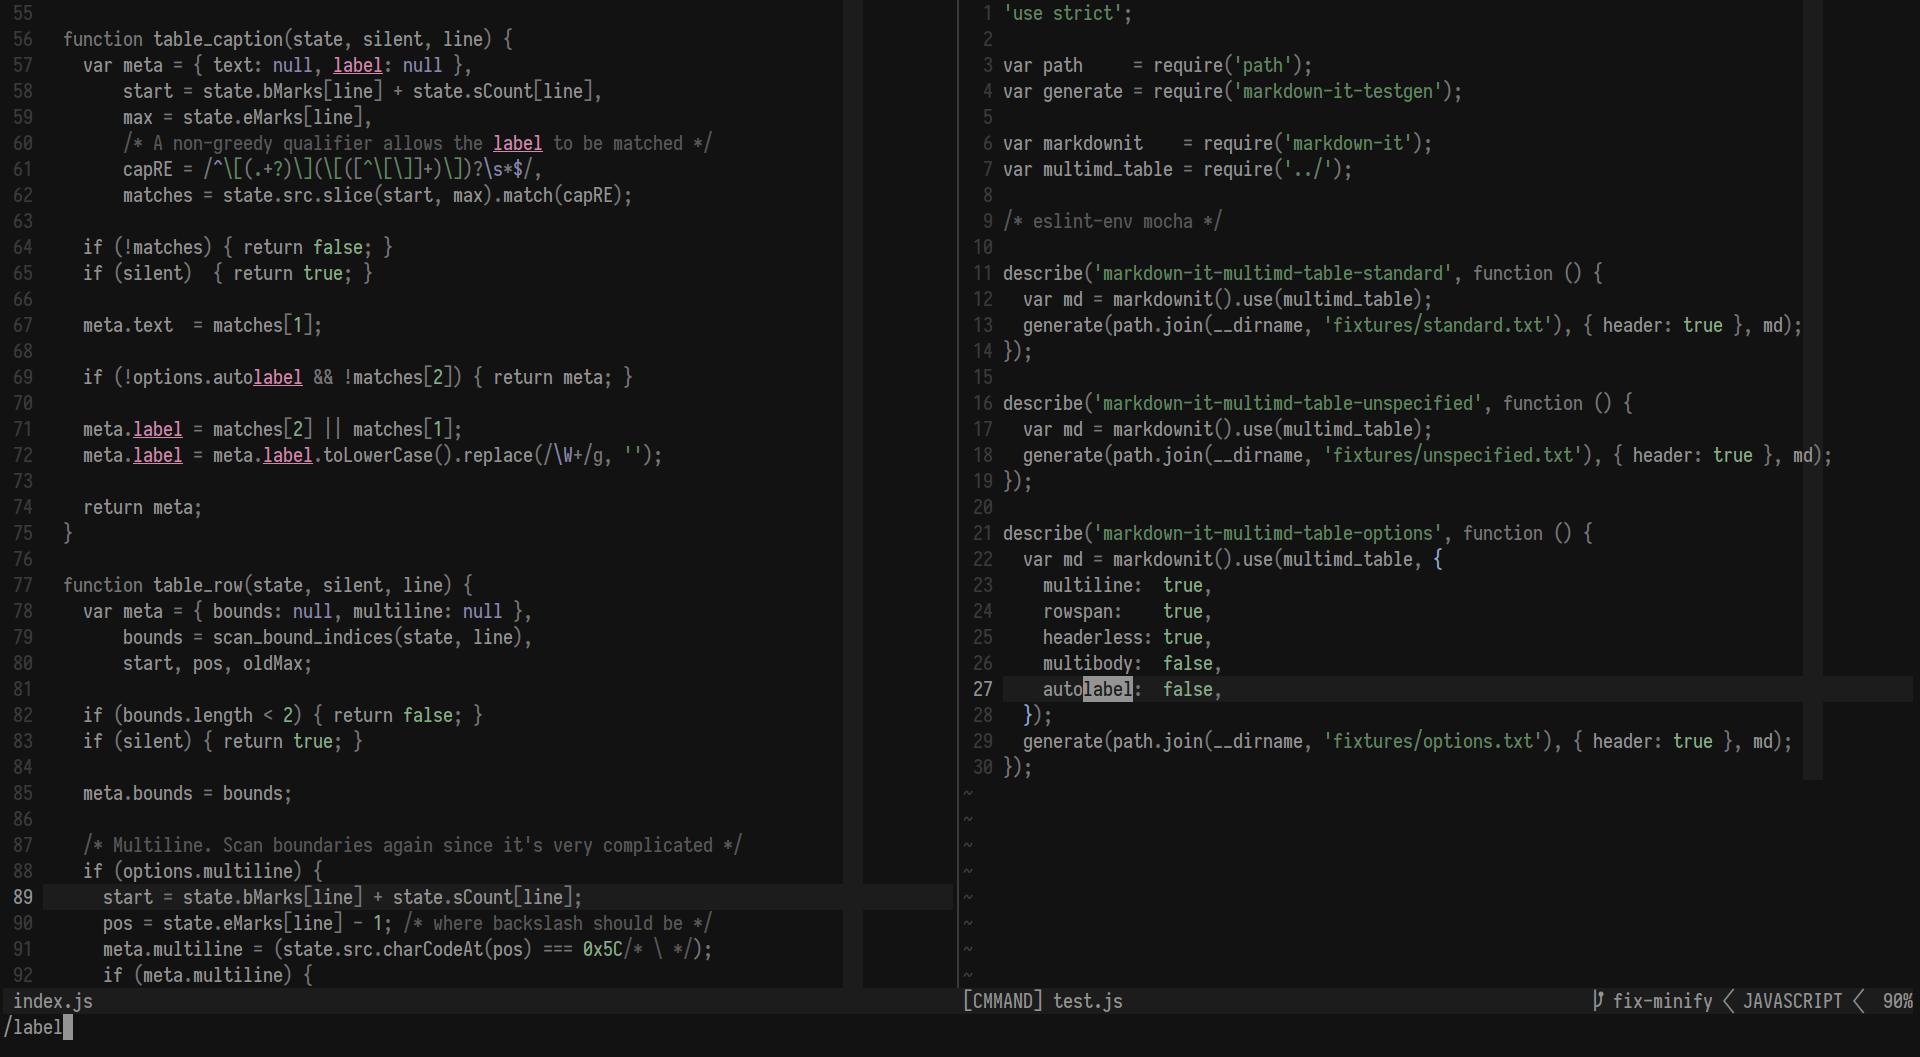 55
56   function table_caption(state, silent, line) {
57     var meta = { text: null, label: null },
58         start = state.bMarks[line] + state.sCount[line],
59         max = state.eMarks[line],
60         /* A non-greedy qualifier allows the label to be matched */
61         capRE = /^\[(.+?)\](\[([^\[\]]+)\])?\s*$/,
62         matches = state.src.slice(start, max).match(capRE);
63
64     if (!matches) { return false; }
65     if (silent)  { return true; }
66
67     meta.text  = matches[1];
68
69     if (!options.autolabel && !matches[2]) { return meta; }
70
71     meta.label = matches[2] || matches[1];
72     meta.label = meta.label.toLowerCase().replace(/\W+/g, '');
73
74     return meta;
75   }
76
77   function table_row(state, silent, line) {
78     var meta = { bounds: null, multiline: null },
79         bounds = scan_bound_indices(state, line),
80         start, pos, oldMax;
81
82     if (bounds.length < 2) { return false; }
83     if (silent) { return true; }
84
85     meta.bounds = bounds;
86
87     /* Multiline. Scan boundaries again since it's very complicated */
88     if (options.multiline) {
89       start = state.bMarks[line] + state.sCount[line];
90       pos = state.eMarks[line] - 1; /* where backslash should be */
91       meta.multiline = (state.src.charCodeAt(pos) === 0x5C/* \ */);
92       if (meta.multiline) {
index.js
1 'use strict';
2
3 var path     = require('path');
4 var generate = require('markdown-it-testgen');
5
6 var markdownit    = require('markdown-it');
7 var multimd_table = require('../');
8
9 /* eslint-env mocha */
10
11 describe('markdown-it-multimd-table-standard', function () {
12   var md = markdownit().use(multimd_table);
13   generate(path.join(__dirname, 'fixtures/standard.txt'), { header: true }, md);
14 });
15
16 describe('markdown-it-multimd-table-unspecified', function () {
17   var md = markdownit().use(multimd_table);
18   generate(path.join(__dirname, 'fixtures/unspecified.txt'), { header: true }, md);
19 });
20
21 describe('markdown-it-multimd-table-options', function () {
22   var md = markdownit().use(multimd_table, {
23     multiline:  true,
24     rowspan:    true,
25     headerless: true,
26     multibody:  false,
27     autolabel:  false,
28   });
29   generate(path.join(__dirname, 'fixtures/options.txt'), { header: true }, md);
30 });
~
~
~
~
~
~
~
~
[CMMAND] test.js fix-minify < JAVASCRIPT < 90%
/label